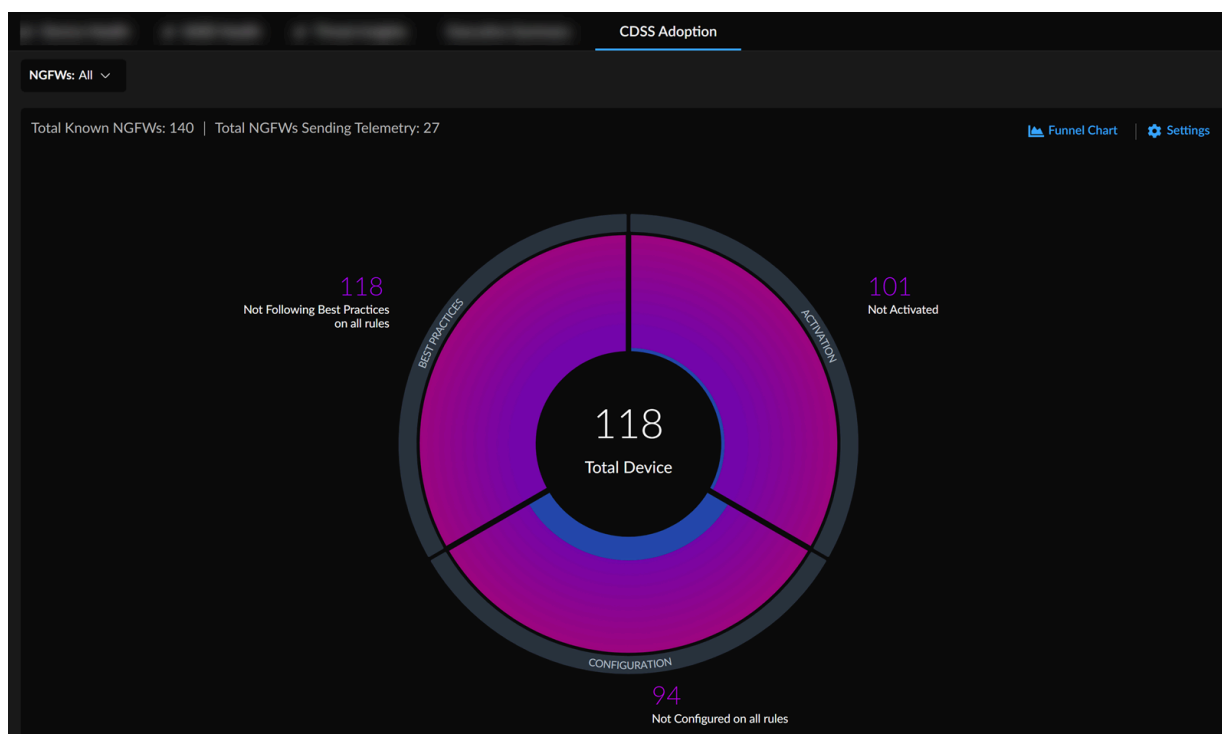 CDSS Adoption
NGFWs: All
Total Known NGFWs: 140 | Total NGFWs Sending Telemetry: 27
Funnel Chart | Settings
118
Not Following Best Practices
on all rules
BEST PRACTICES
101
Not Activated
ACTIVATION
118
Total Device
CONFIGURATION
94
Not Configured on all rules